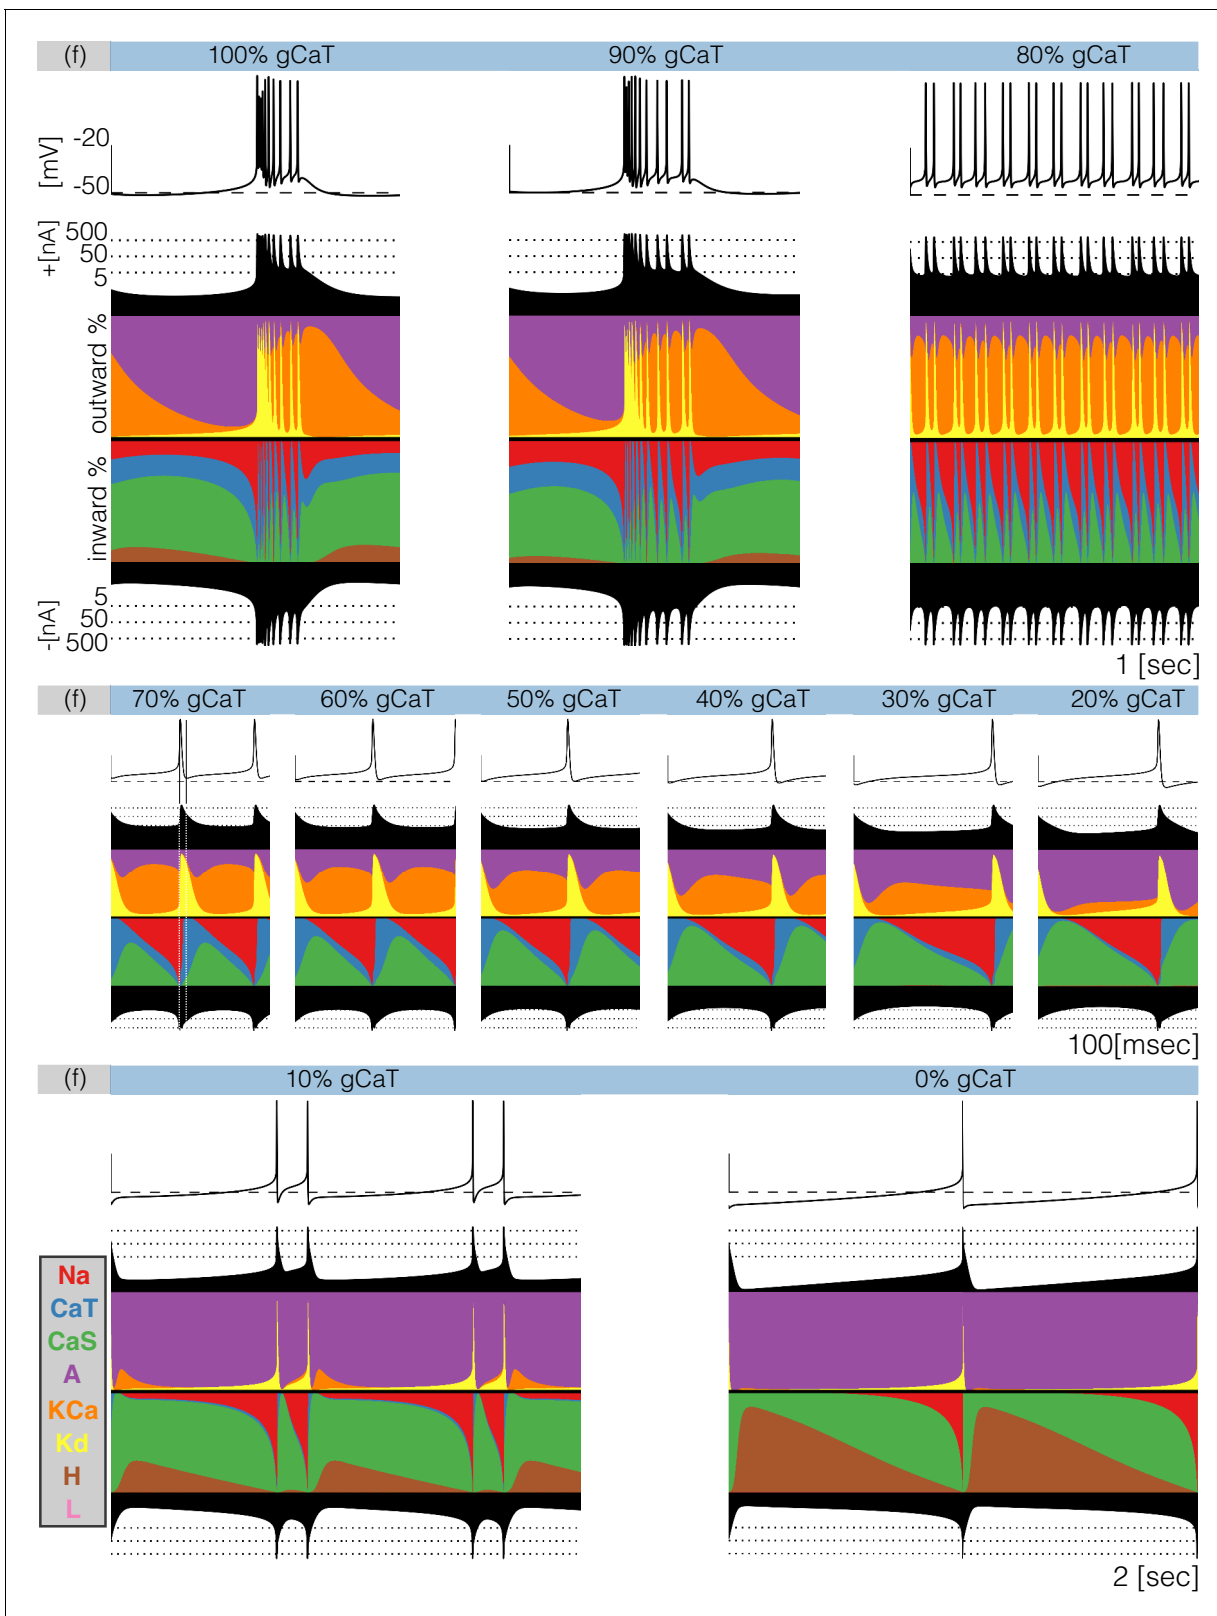 (f) 100% gCaT 90% gCaT 80% gCaT
-20
[mV]
-50
+[nA]
500
50
5
outward %
inward %
5
50
500
-[nA]
1 [sec]
(f) 70% gCaT 60% gCaT 50% gCaT 40% gCaT 30% gCaT 20% gCaT
100[msec]
(f) 10% gCaT 0% gCaT
Na
CaT
CaS
A
KCa
Kd
H
L
2 [sec]